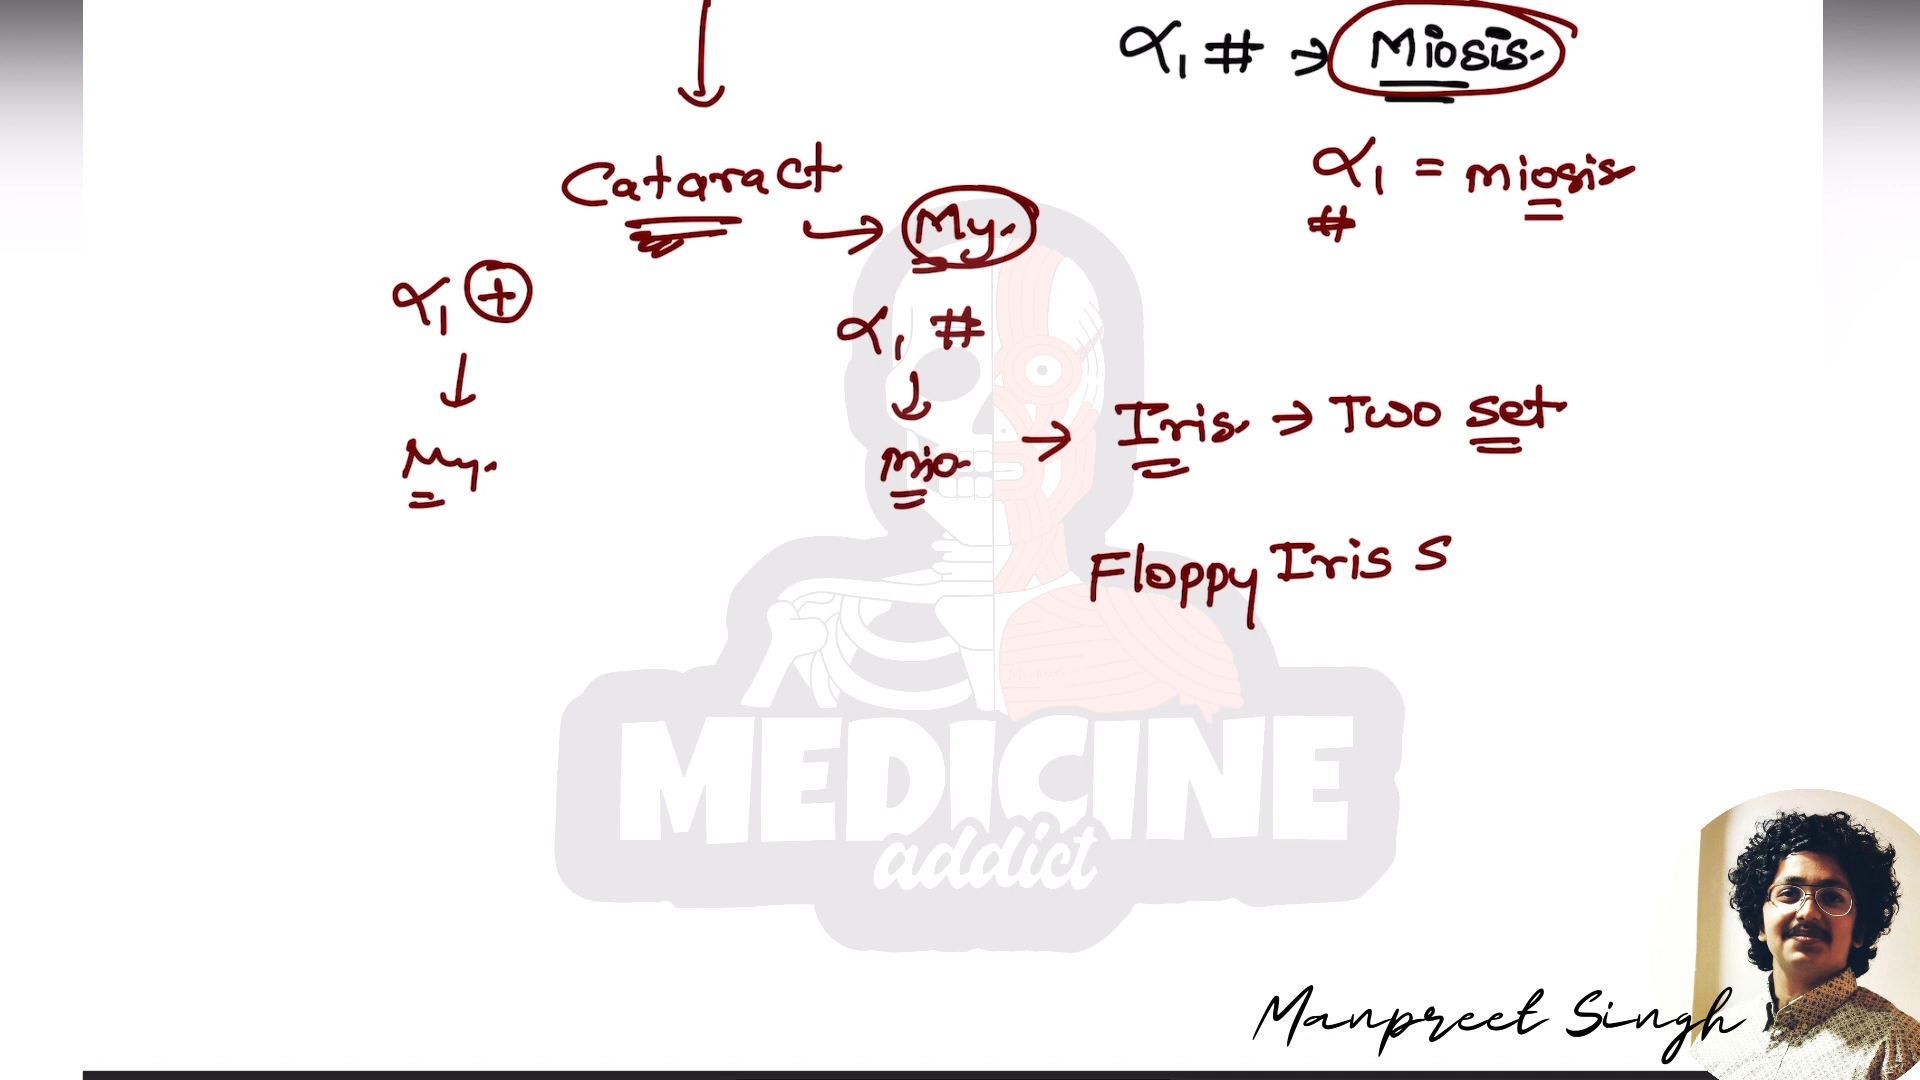 α1 # → Miosis.
α1 # = miosis
Cataract
↳ My.
α1 + ↓ My.
α1 # ↓ Mio. → Iris. → Two set
Floppy Iris S
MEDICINE
addict
Manpreet Singh